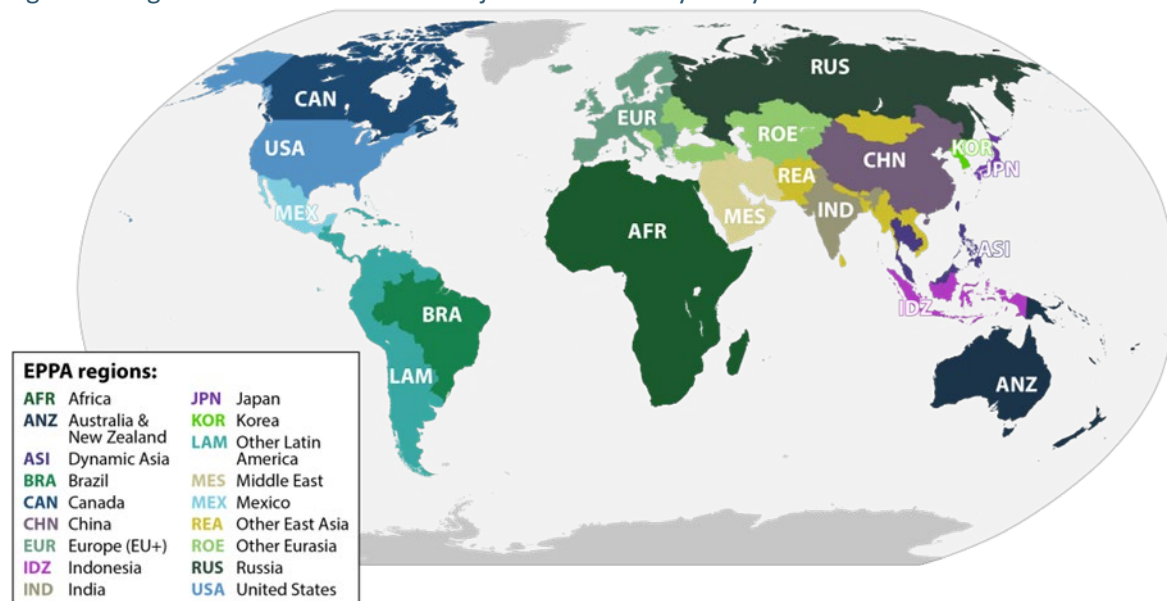 CAN
RUS
EUR
USA
ROE
KOR
CHN
JPN
REA
MEX
MES
IND
AFR
ASI
IDZ
BRA
LAM
ANZ
EPPA regions:
AFR Africa
ANZ Australia &
New Zealand
ASI Dynamic Asia
BRA Brazil
CAN Canada
CHN China
EUR Europe (EU+)
IDZ Indonesia
IND India
JPN Japan
KOR Korea
LAM Other Latin
America
MES Middle East
MEX Mexico
REA Other East Asia
ROE Other Eurasia
RUS Russia
USA United States